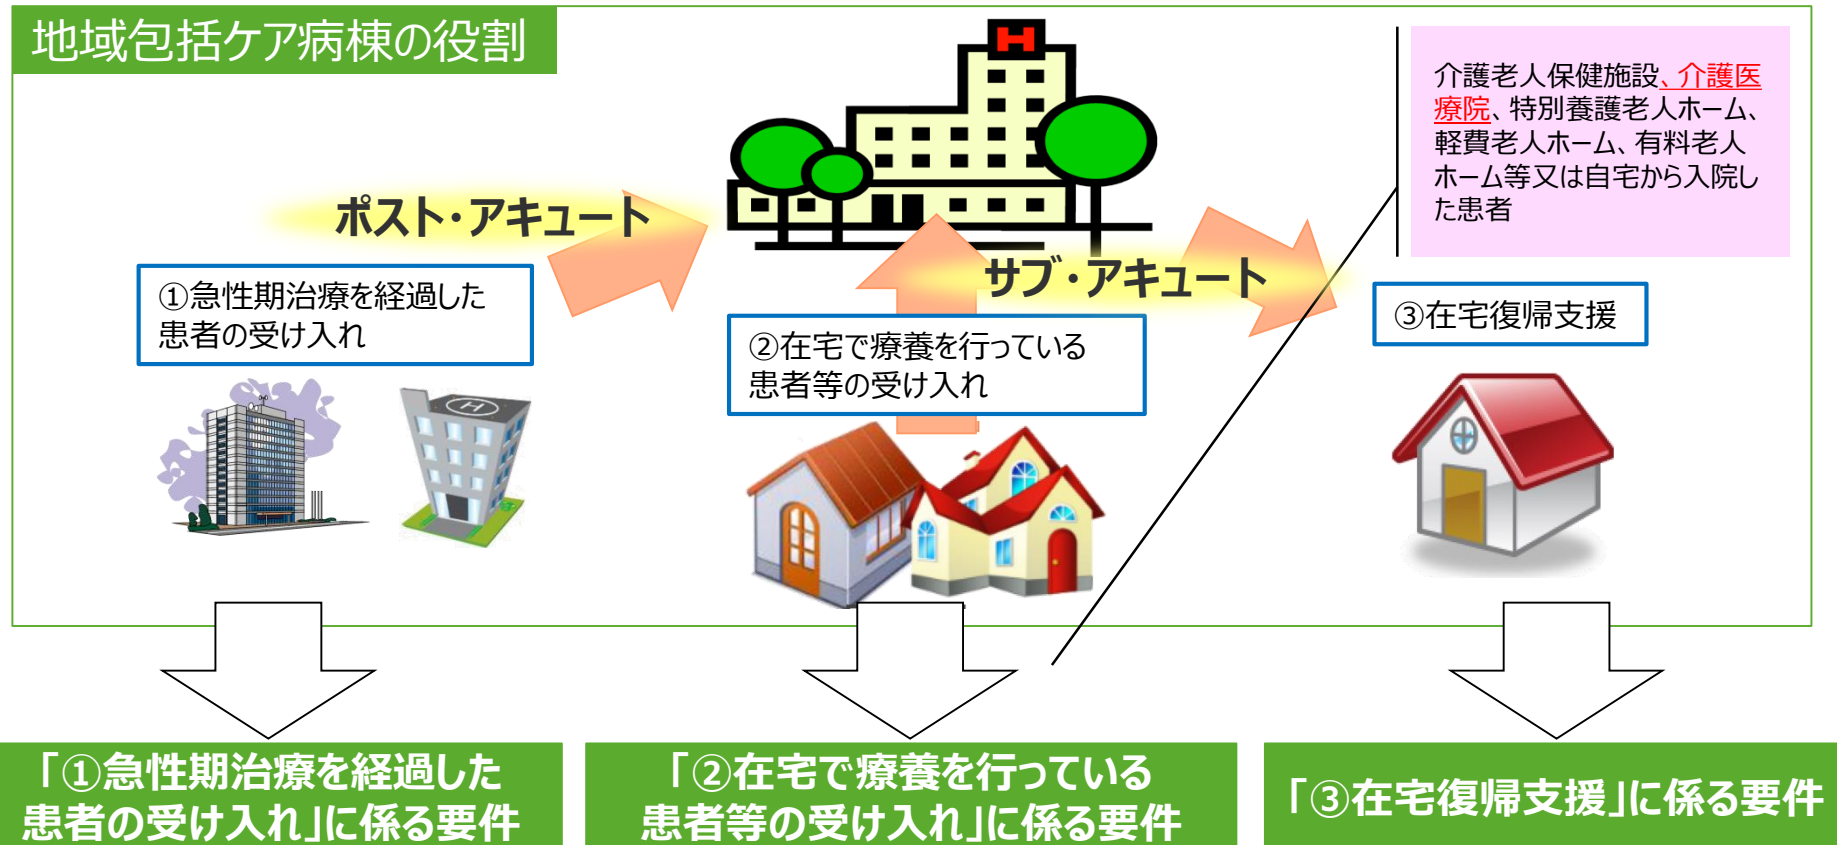 地域包括ケア病棟の役割
H
介護老人保健施設、介護医
療院、特別養護老人ホーム、
軽費老人ホーム、有料老人
ホーム等又は自宅から入院し
た患者
ポスト・アキュート
サブ・アキュート
①急性期治療を経過した
患者の受け入れ
②在宅で療養を行っている
患者等の受け入れ
③在宅復帰支援
H
「①急性期治療を経過した
患者の受け入れ」に係る要件
「②在宅で療養を行っている
患者等の受け入れ」に係る要件
「③在宅復帰支援」に係る要件